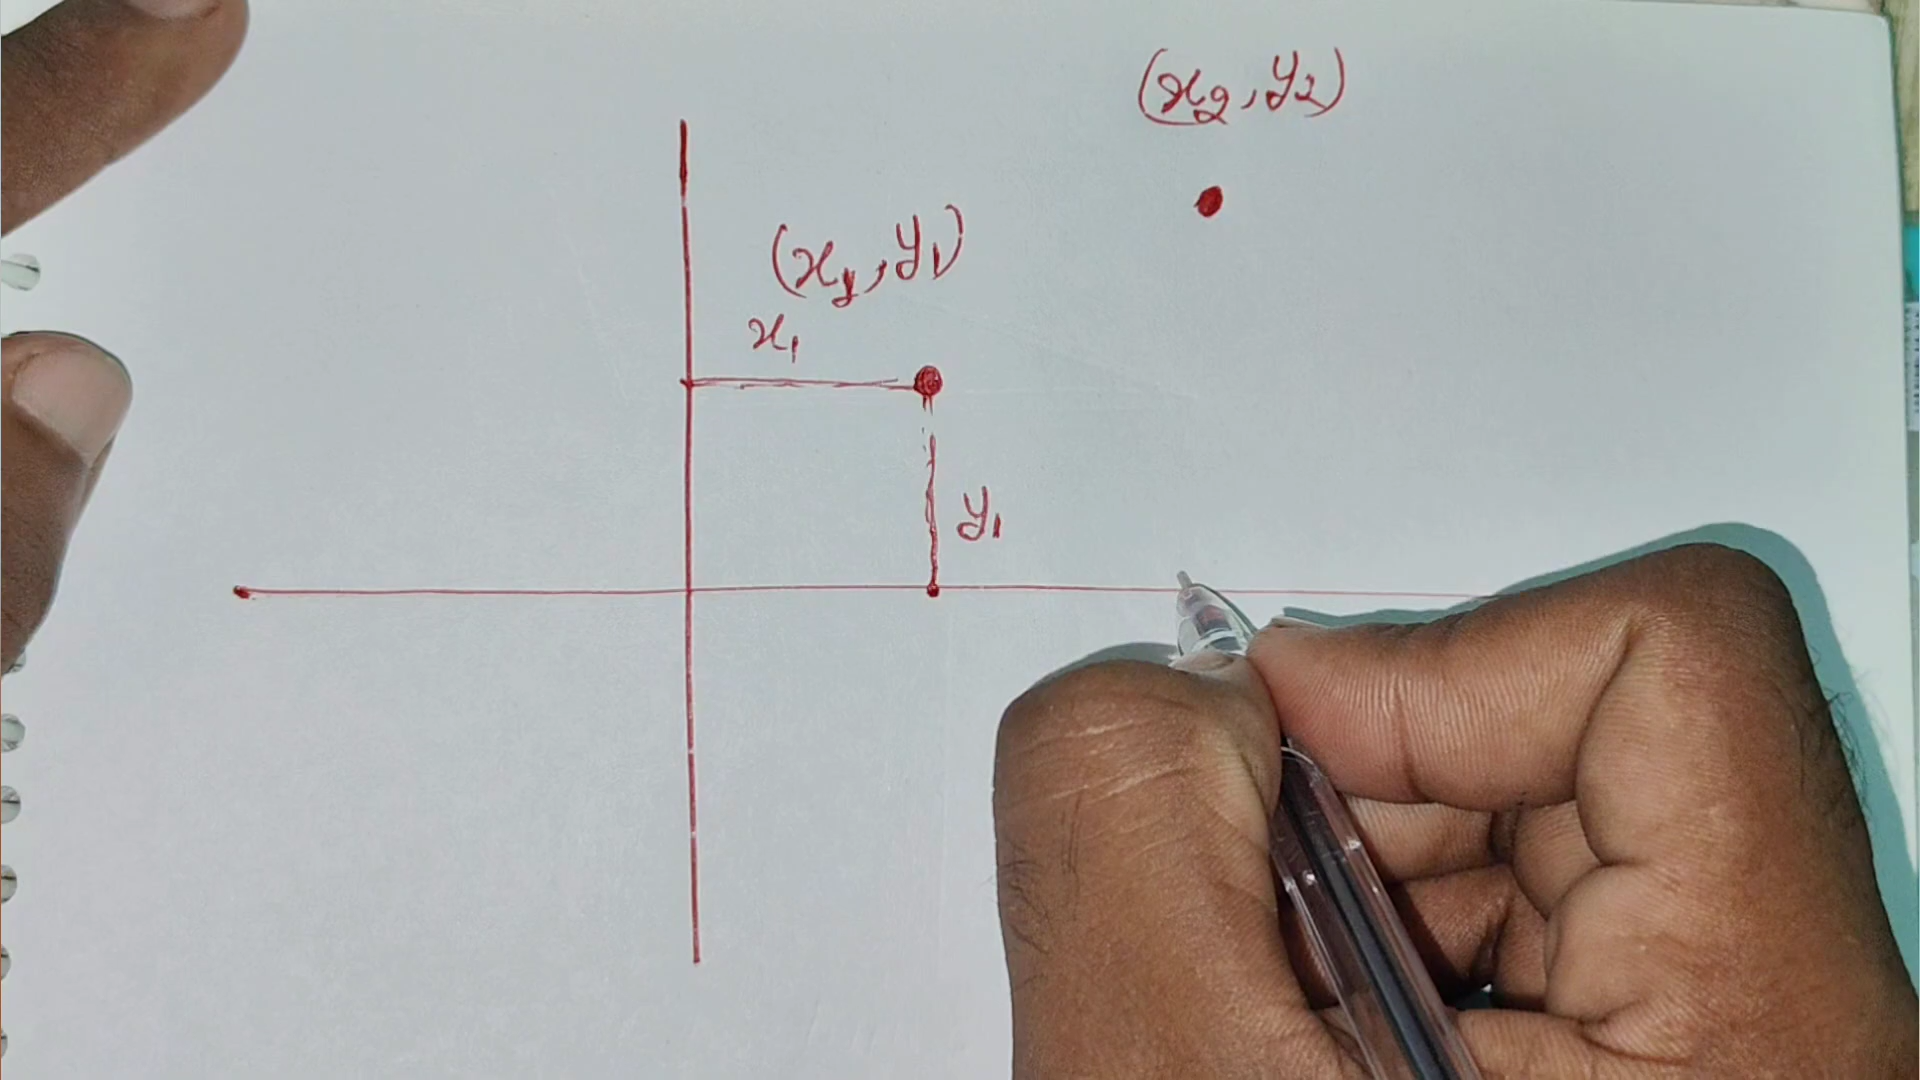 (x₂, y₂)
(x₁, y₁)
x₁
y₁